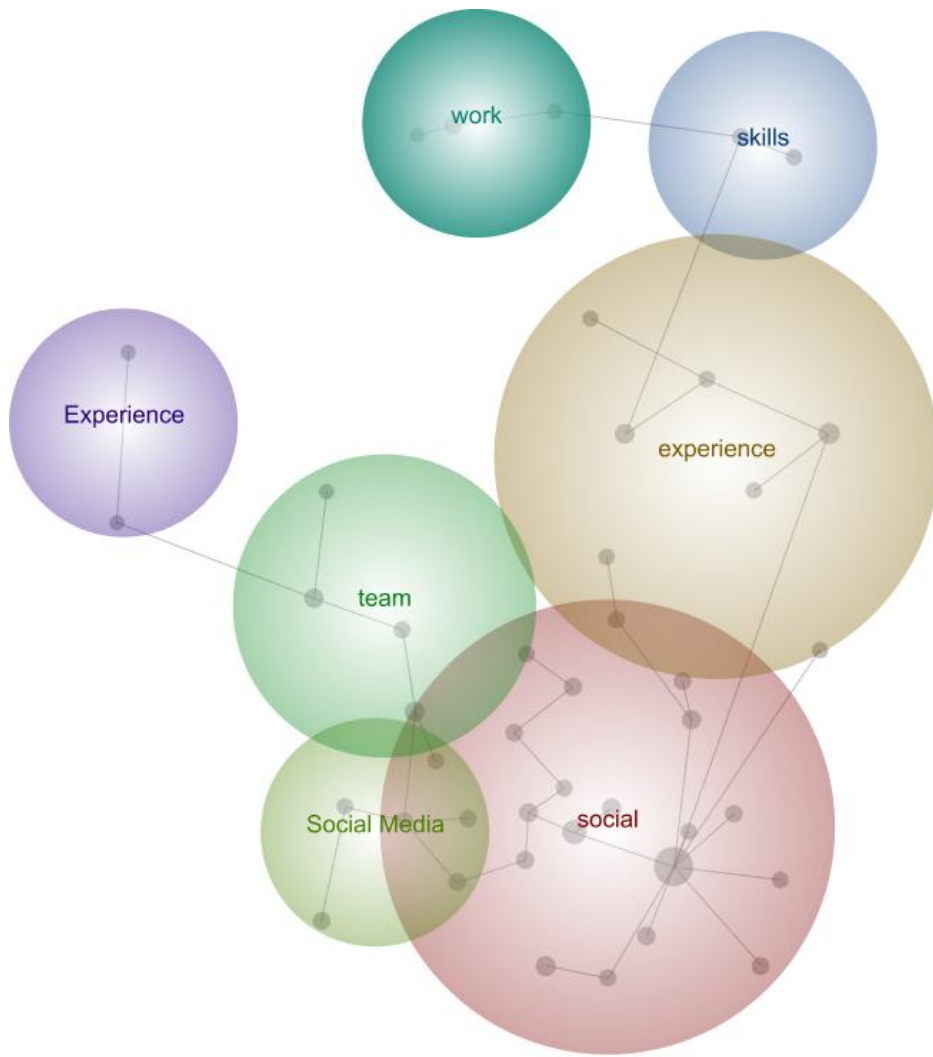 work
skills
Experience
experience
team
Social Media
social